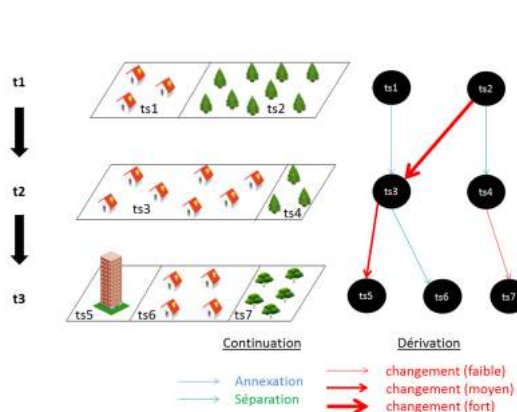 t1
ts1
ts2
ts1
ts2
t2
ts3
ts4
ts3
ts4
t3
ts5
ts6
ts7
ts5
ts6
ts7
Continuation
Dérivation
Annexation
Séparation
changement (faible)
changement (moyen)
changement (fort)